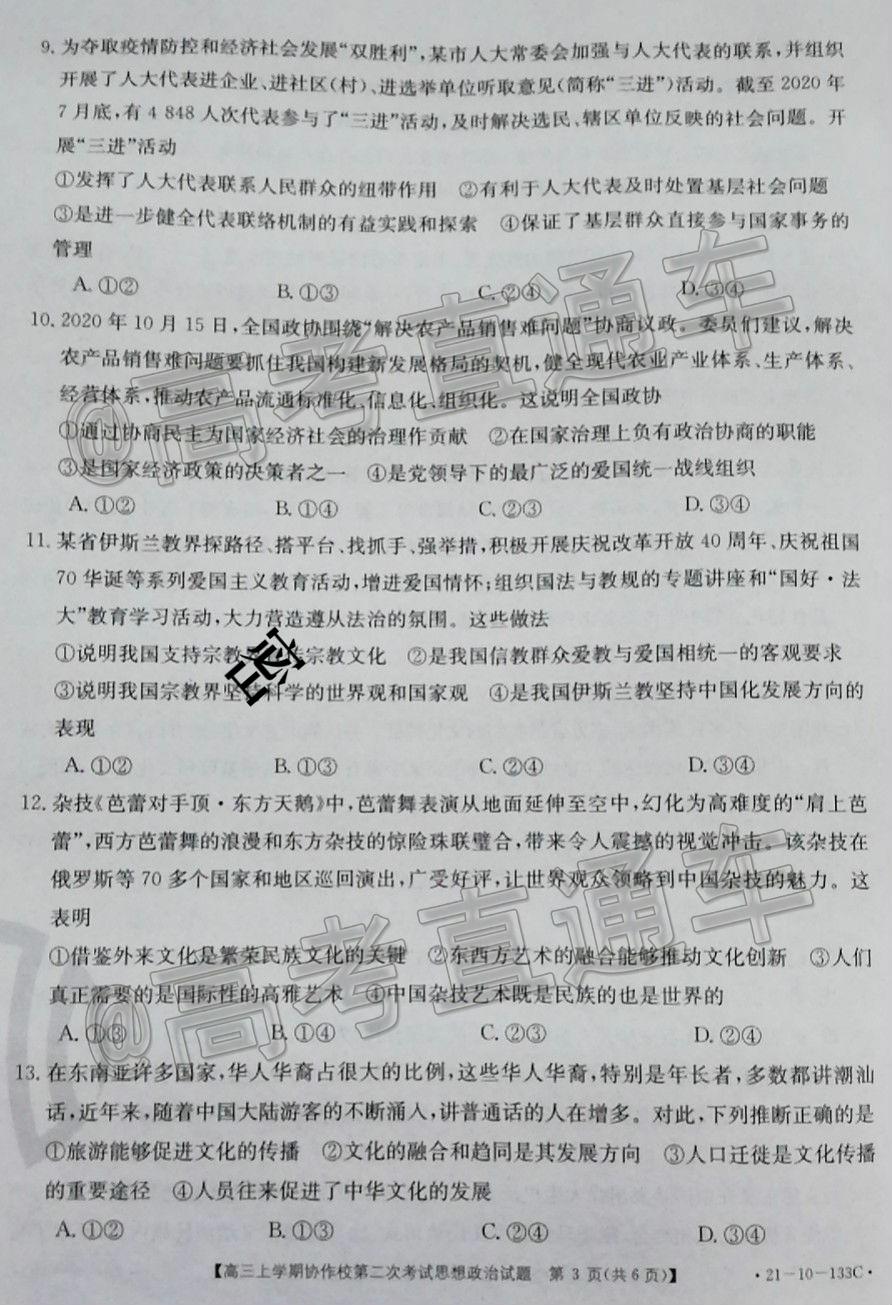 9. 为夺取疫情防控和经济社会发展“双胜利”,某市人大常委会加强与人大代表的联系,并组织
开展了人大代表进企业、进社区(村)、进选举单位听取意见(简称“三进”)活动。截至 2020 年
7 月底,有 4 848 人次代表参与了“三进”活动,及时解决选民、辖区单位反映的社会问题。开
展“三进”活动
①发挥了人大代表联系人民群众的纽带作用 ②有利于人大代表及时处置基层社会问题
③是进一步健全代表联络机制的有益实践和探索 ④保证了基层群众直接参与国家事务的
管理
A. ①② B. ①③ C. ②④ D. ③④
10. 2020 年 10 月 15 日,全国政协围绕“解决农产品销售难问题”协商议政。委员们建议,解决
农产品销售难问题要抓住我国构建新发展格局的契机,健全现代农业产业体系、生产体系、
经营体系,推动农产品流通标准化、信息化、组织化。这说明全国政协
①通过协商民主为国家经济社会的治理作贡献 ②在国家治理上负有政治协商的职能
③是国家经济政策的决策者之一 ④是党领导下的最广泛的爱国统一战线组织
A. ①② B. ①④ C. ②③ D. ③④
11. 某省伊斯兰教界探路径、搭平台、找抓手、强举措,积极开展庆祝改革开放 40 周年、庆祝祖国
70 华诞等系列爱国主义教育活动,增进爱国情怀;组织国法与教规的专题讲座和“国好·法
大”教育学习活动,大力营造遵从法治的氛围。这些做法
①说明我国支持宗教界 宗教文化 ②是我国信教群众爱教与爱国相统一的客观要求
③说明我国宗教界坚持科学的世界观和国家观 ④是我国伊斯兰教坚持中国化发展方向的
表现
A. ①② B. ①③ C. ②④ D. ③④
12. 杂技《芭蕾对手顶·东方天鹅》中,芭蕾舞表演从地面延伸至空中,幻化为高难度的“肩上芭
蕾”,西方芭蕾舞的浪漫和东方杂技的惊险珠联璧合,带来令人震撼的视觉冲击。该杂技在
俄罗斯等 70 多个国家和地区巡回演出,广受好评,让世界观众领略到中国杂技的魅力。这
表明
①借鉴外来文化是繁荣民族文化的关键 ②东西方艺术的融合能够推动文化创新 ③人们
真正需要的是国际性的高雅艺术 ④中国杂技艺术既是民族的也是世界的
A. ①③ B. ①④ C. ②③ D. ②④
13. 在东南亚许多国家,华人华裔占很大的比例,这些华人华裔,特别是年长者,多数都讲潮汕
话,近年来,随着中国大陆游客的不断涌入,讲普通话的人在增多。对此,下列推断正确的是
①旅游能够促进文化的传播 ②文化的融合和趋同是其发展方向 ③人口迁徙是文化传播
的重要途径 ④人员往来促进了中华文化的发展
A. ①② B. ①③ C. ②④ D. ③④
【高三上学期协作校第二次考试思想政治试题 第 3 页(共 6 页)】 ·21-10-133C·
@高考直通车
@高考直通车
密